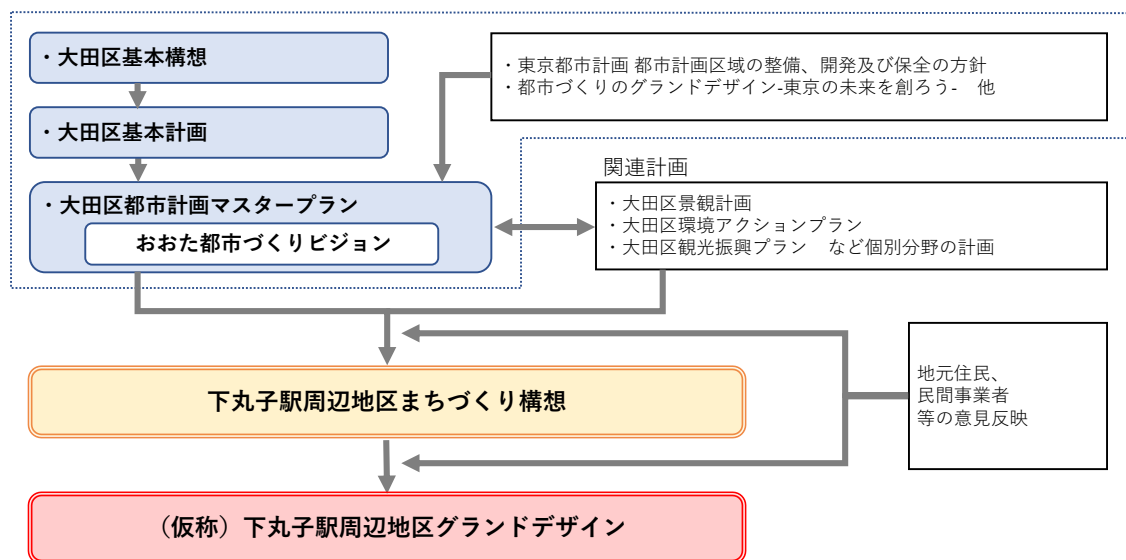 ・大田区基本構想
・大田区基本計画
・大田区都市計画マスタープラン
おおた都市づくりビジョン
・東京都市計画 都市計画区域の整備、開発及び保全の方針
・都市づくりのグランドデザイン-東京の未来を創ろう-　他
関連計画
・大田区景観計画
・大田区環境アクションプラン
・大田区観光振興プラン　など個別分野の計画
下丸子駅周辺地区まちづくり構想
地元住民、
民間事業者
等の意見反映
（仮称）下丸子駅周辺地区グランドデザイン